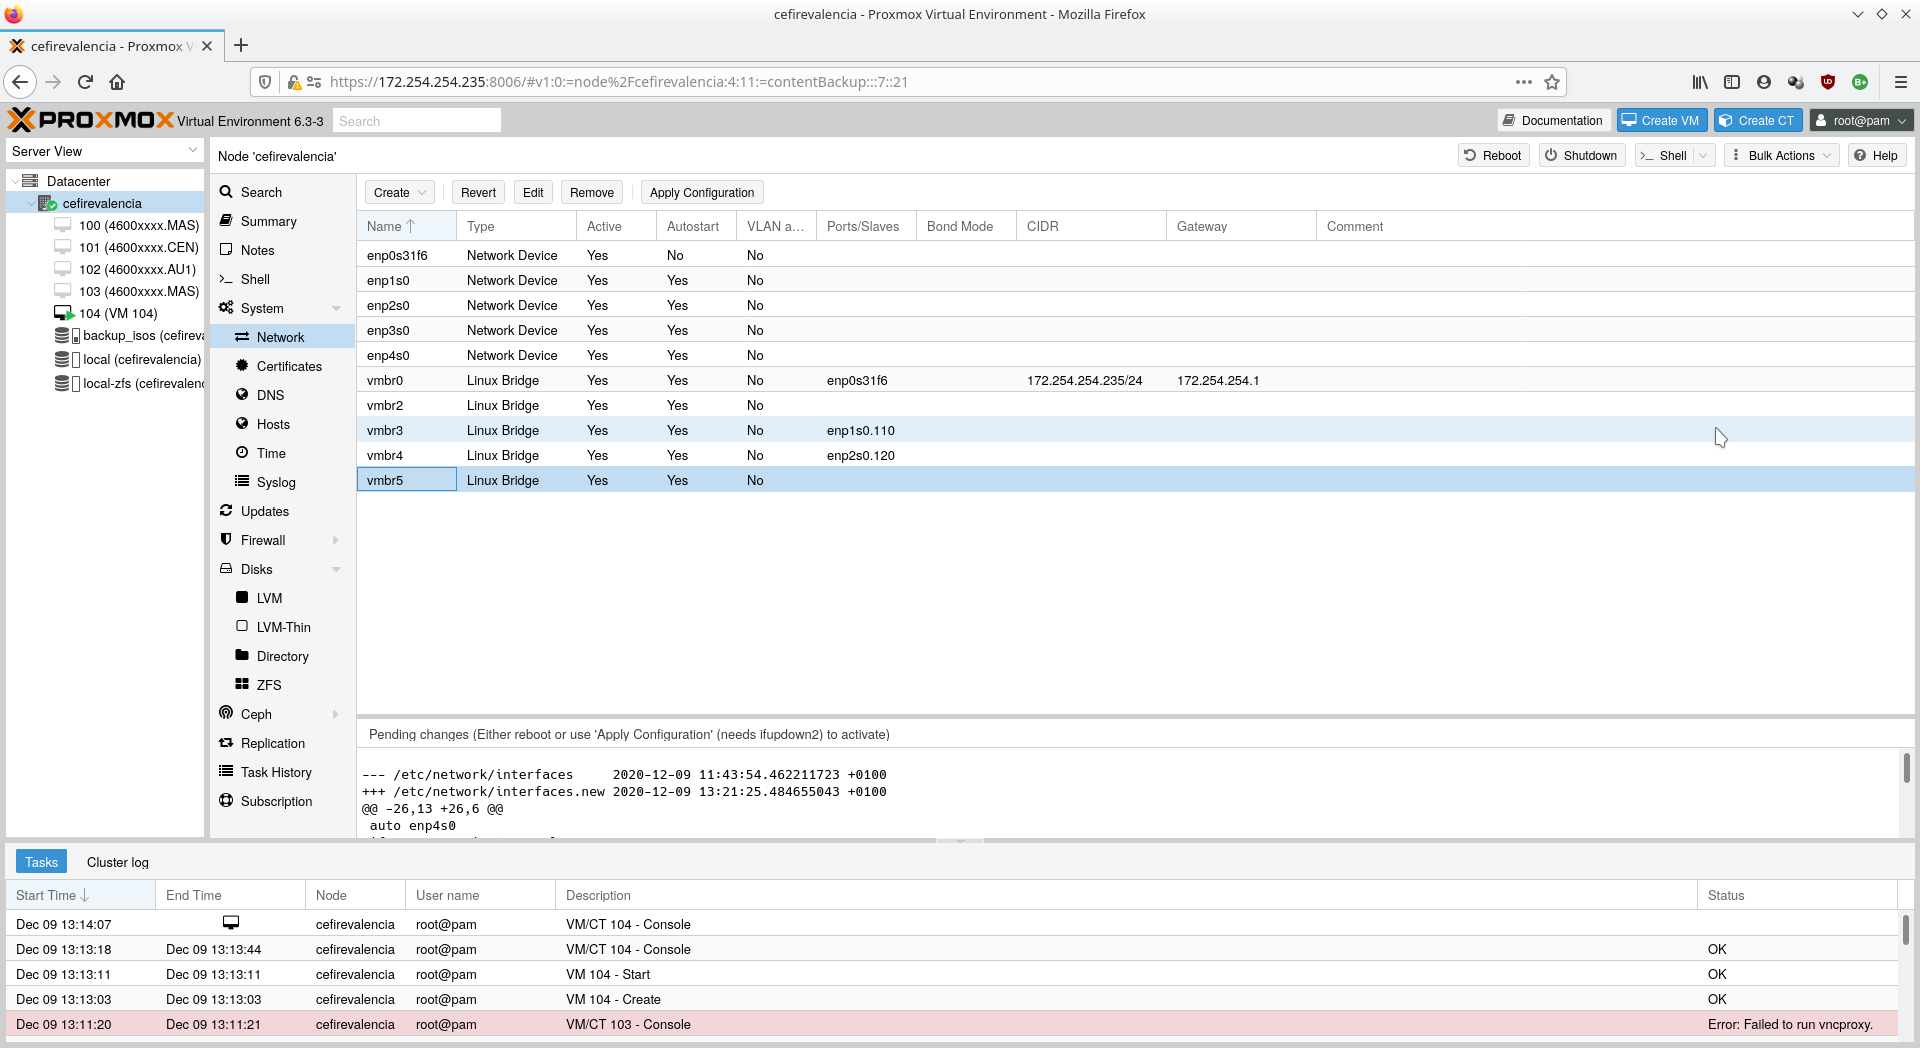 cefirevalencia - Proxmox Virtual Environment - Mozilla Firefox
cefirevalencia - Proxmox V
https://172.254.254.235:8006/#v1:0:=node%2Fcefirevalencia:4:11:=contentBackup:::7::21
PROXMOX Virtual Environment 6.3-3 Search Documentation Create VM Create CT root@pam
Server View
Node 'cefirevalencia' Reboot Shutdown Shell Bulk Actions Help
Datacenter
cefirevalencia
100 (4600xxxx.MAS)
101 (4600xxxx.CEN)
102 (4600xxxx.AU1)
103 (4600xxxx.MAS)
104 (VM 104)
backup_isos (cefireva
local (cefirevalencia)
local-zfs (cefirevalenc
Search
Summary
Notes
Shell
System
Network
Certificates
DNS
Hosts
Time
Syslog
Updates
Firewall
Disks
LVM
LVM-Thin
Directory
ZFS
Ceph
Replication
Task History
Subscription
Create Revert Edit Remove Apply Configuration
Name Type Active Autostart VLAN a... Ports/Slaves Bond Mode CIDR Gateway Comment
enp0s31f6 Network Device Yes No No
enp1s0 Network Device Yes Yes No
enp2s0 Network Device Yes Yes No
enp3s0 Network Device Yes Yes No
enp4s0 Network Device Yes Yes No
vmbr0 Linux Bridge Yes Yes No enp0s31f6 172.254.254.235/24 172.254.254.1
vmbr2 Linux Bridge Yes Yes No
vmbr3 Linux Bridge Yes Yes No enp1s0.110
vmbr4 Linux Bridge Yes Yes No enp2s0.120
vmbr5 Linux Bridge Yes Yes No
Pending changes (Either reboot or use 'Apply Configuration' (needs ifupdown2) to activate)
--- /etc/network/interfaces 2020-12-09 11:43:54.462211723 +0100
+++ /etc/network/interfaces.new 2020-12-09 13:21:25.484655043 +0100
@@ -26,13 +26,6 @@
auto enp4s0
Tasks Cluster log
Start Time End Time Node User name Description Status
Dec 09 13:14:07 cefirevalencia root@pam VM/CT 104 - Console
Dec 09 13:13:18 Dec 09 13:13:44 cefirevalencia root@pam VM/CT 104 - Console OK
Dec 09 13:13:11 Dec 09 13:13:11 cefirevalencia root@pam VM 104 - Start OK
Dec 09 13:13:03 Dec 09 13:13:03 cefirevalencia root@pam VM 104 - Create OK
Dec 09 13:11:20 Dec 09 13:11:21 cefirevalencia root@pam VM/CT 103 - Console Error: Failed to run vncproxy.